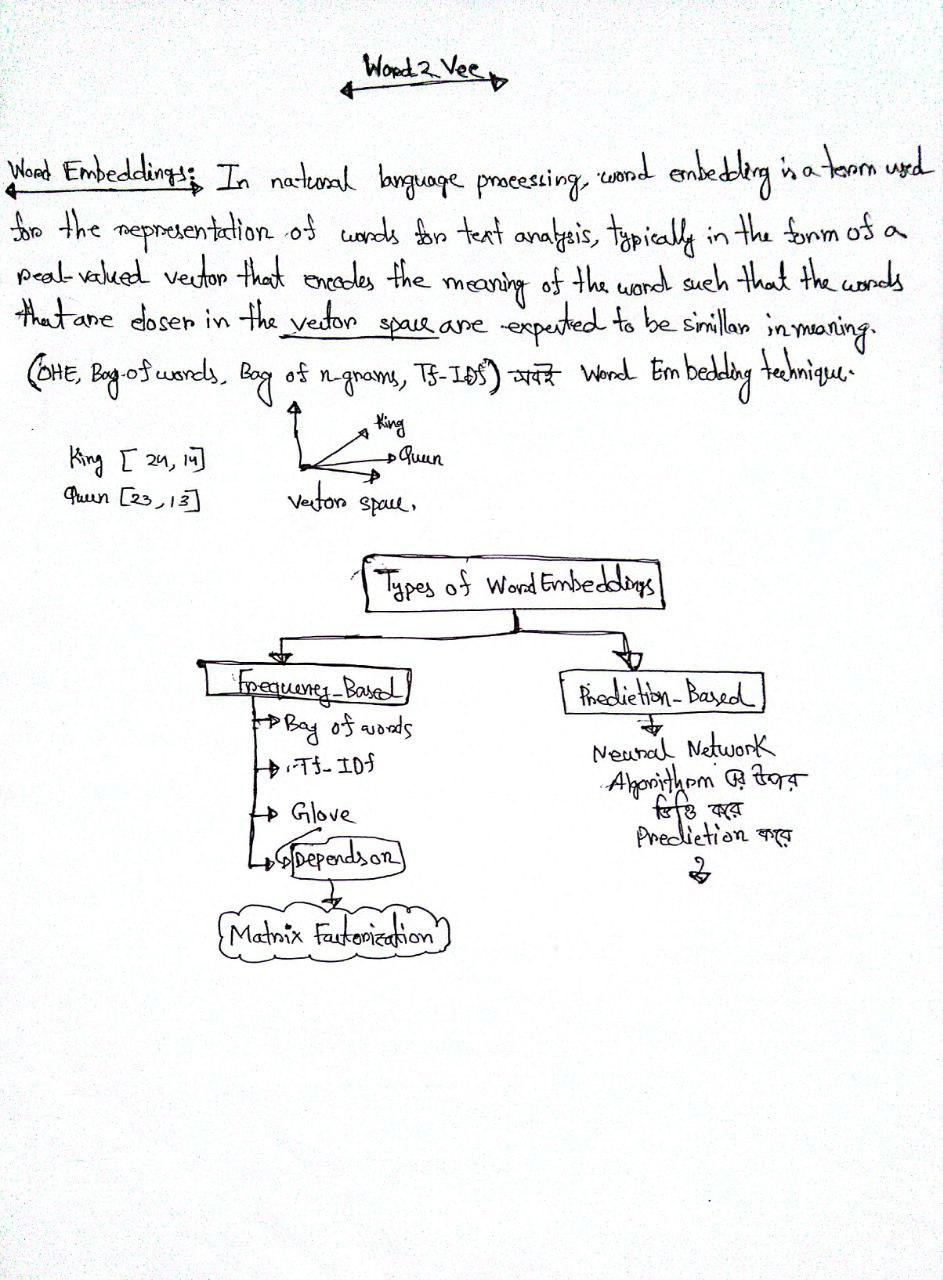 Word2Vec
Word Embeddings: In natural language processing, word embedding is a term used
for the representation of words for text analysis, typically in the form of a
real-valued vector that encodes the meaning of the word such that the words
that are closer in the vector space are expected to be simillar in meaning.
(OHE, Bag-of words, Bag of n-grams, Tf-IDf) সবই Word Embedding technique.
King [24, 14]
Queen [23, 13]
King
Queen
Vector space.
Types of Word Embeddings
Frequency-Based
Bag of words
Tf-IDf
Glove
Depends on
Matrix Factorization
Prediction-Based
Neural Network
Algorithm এর উপর
ভিত্তি করে
Prediction করে